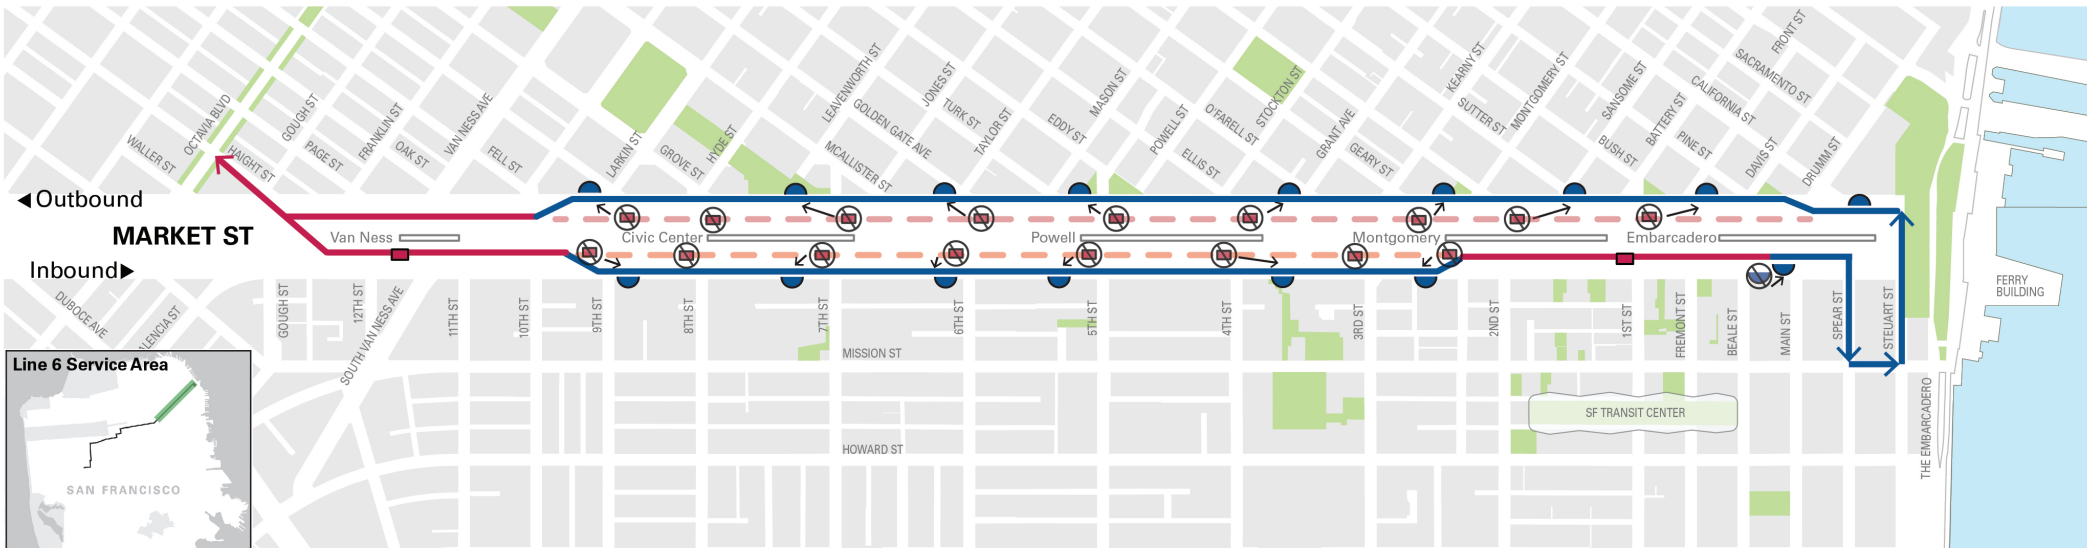 WALLER ST
OCTAVIA BLVD
HAIGHT ST
GOUGH ST
PAGE ST
FRANKLIN ST
OAK ST
VAN NESS AVE
FELL ST
LARKIN ST
GROVE ST
HYDE ST
LEAVENWORTH ST
GOLDEN GATE AVE
MCALLISTER ST
JONES ST
TURK ST
TAYLOR ST
EDDY ST
MASON ST
POWELL ST
O'FARELL ST
ELLIS ST
STOCKTON ST
GRANT AVE
GEARY ST
KEARNY ST
SUTTER ST
MONTGOMERY ST
SANSOME ST
BUSH ST
BATTERY ST
PINE ST
CALIFORNIA ST
SACRAMENTO ST
FRONT ST
DAVIS ST
DRUMM ST
Outbound
MARKET ST
Inbound
Van Ness
Civic Center
Powell
Montgomery
Embarcadero
DUBOCE AVE
ALENCIA ST
GOUGH ST
12TH ST
SOUTH VAN NESS AVE
11TH ST
10TH ST
9TH ST
8TH ST
7TH ST
6TH ST
5TH ST
4TH ST
3RD ST
2ND ST
1ST ST
FREMONT ST
BEALE ST
MAIN ST
SPEAR ST
STEUART ST
FERRY
BUILDING
MISSION ST
SF TRANSIT CENTER
HOWARD ST
THE EMBARCADERO
Line 6 Service Area
SAN FRANCISCO